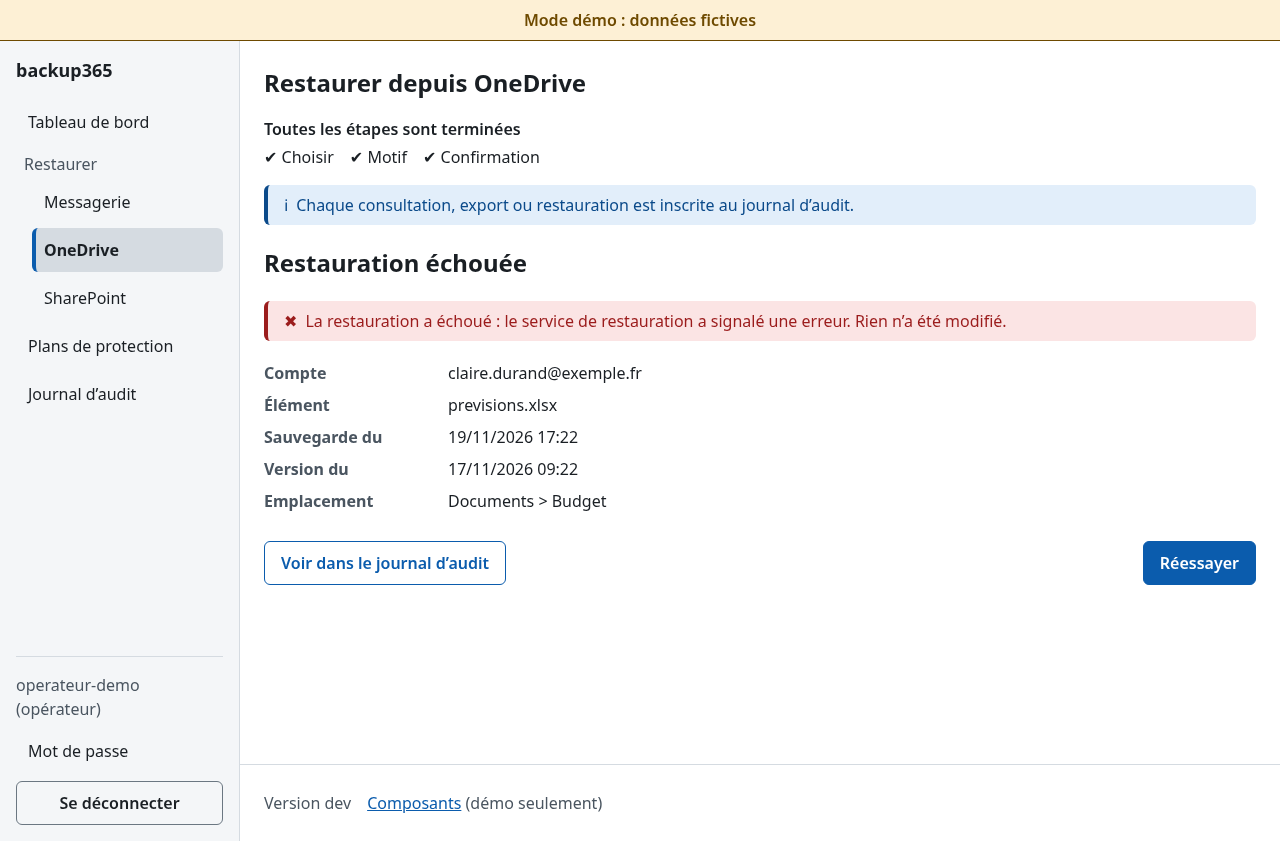 Mode démo : données fictives
backup365
Tableau de bord
Restaurer
Messagerie
OneDrive
SharePoint
Plans de protection
Journal d’audit
operateur-demo
(opérateur)
Mot de passe
Se déconnecter
Restaurer depuis OneDrive
Toutes les étapes sont terminées
✔ Choisir ✔ Motif ✔ Confirmation
i Chaque consultation, export ou restauration est inscrite au journal d’audit.
Restauration échouée
✖ La restauration a échoué : le service de restauration a signalé une erreur. Rien n’a été modifié.
Compte claire.durand@exemple.fr
Élément previsions.xlsx
Sauvegarde du 19/11/2026 17:22
Version du 17/11/2026 09:22
Emplacement Documents > Budget
Voir dans le journal d’audit Réessayer
Version dev Composants (démo seulement)